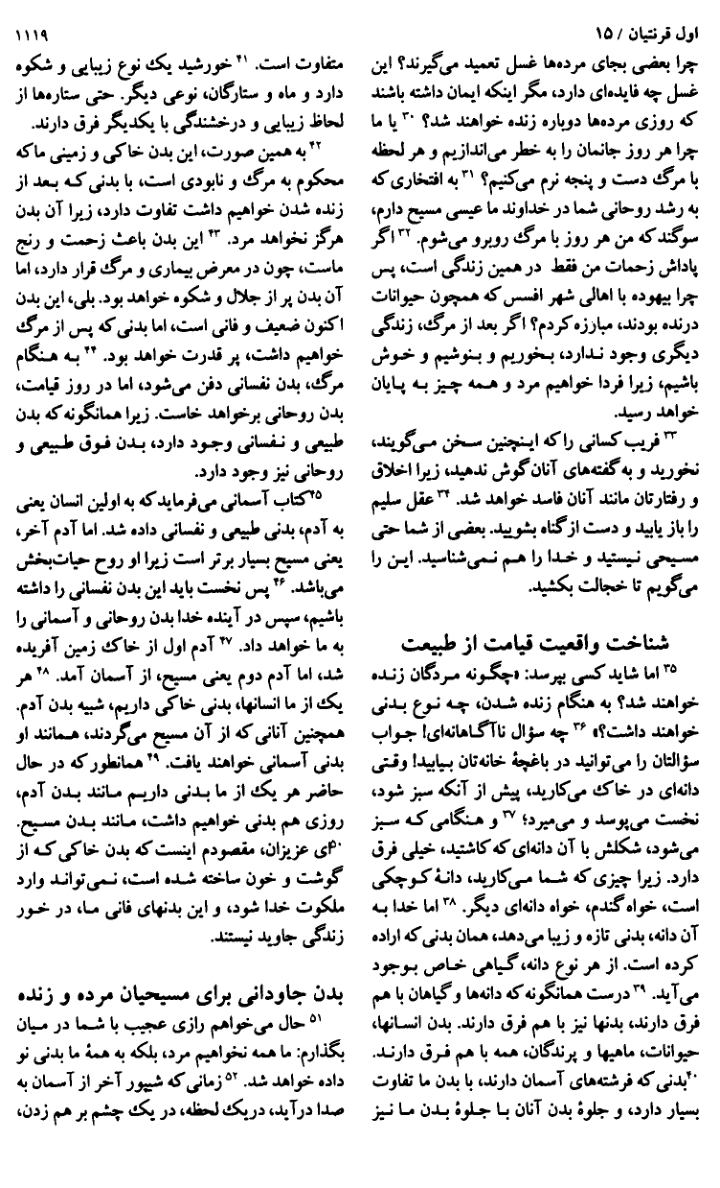 اول قرنتیان / ۱۵
۱۱۱۹
چرا بعضی بجای مرده‌ها غسل تعمید می‌گیرند؟ این
غسل چه فایده‌ای دارد، مگر اینکه ایمان داشته باشند
که روزی مرده‌ها دوباره زنده خواهند شد؟ ۳۰ یا ما
چرا هر روز جانمان را به خطر می‌اندازیم و هر لحظه
با مرگ دست و پنجه نرم می‌کنیم؟ ۳۱ به افتخاری که
به رشد روحانی شما در خداوند ما عیسی مسیح دارم،
سوگند که من هر روز با مرگ روبرو می‌شوم. ۳۲ اگر
پاداش زحمات من فقط در همین زندگی است، پس
چرا بیهوده با اهالی شهر افسس که همچون حیوانات
درنده بودند، مبارزه کردم؟ اگر بعد از مرگ، زندگی
دیگری وجود ندارد، بخوریم و بنوشیم و خوش
باشیم، زیرا فردا خواهیم مرد و همه چیز به پایان
خواهد رسید.
۳۳ فریب کسانی را که اینچنین سخن می‌گویند،
نخورید و به گفته‌های آنان گوش ندهید، زیرا اخلاق
و رفتارتان مانند آنان فاسد خواهد شد. ۳۴ عقل سلیم
را باز یابید و دست از گناه بشویید. بعضی از شما حتی
مسیحی نیستید و خدا را هم نمی‌شناسید. این را
می‌گویم تا خجالت بکشید.
شناخت واقعیت قیامت از طبیعت
۳۵ اما شاید کسی بپرسد: «چگونه مردگان زنده
خواهند شد؟ به هنگام زنده شدن، چه نوع بدنی
خواهند داشت؟» ۳۶ چه سؤال ناآگاهانه‌ای! جواب
سؤالتان را می‌توانید در باغچهٔ خانه‌تان بیابید! وقتی
دانه‌ای در خاک می‌کارید، پیش از آنکه سبز شود،
نخست می‌پوسد و می‌میرد؛ ۳۷ و هنگامی که سبز
می‌شود، شکلش با آن دانه‌ای که کاشتید، خیلی فرق
دارد. زیرا چیزی که شما می‌کارید، دانهٔ کوچکی
است، خواه گندم، خواه دانه‌ای دیگر. ۳۸ اما خدا به
آن دانه، بدنی تازه و زیبا می‌دهد، همان بدنی که اراده
کرده است. از هر نوع دانه، گیاهی خاص بوجود
می‌آید. ۳۹ درست همانگونه که دانه‌ها و گیاهان با هم
فرق دارند، بدنها نیز با هم فرق دارند. بدن انسانها،
حیوانات، ماهیها و پرندگان، همه با هم فرق دارند.
۴۰بدنی که فرشته‌های آسمان دارند، با بدن ما تفاوت
بسیار دارد، و جلوهٔ بدن آنان با جلوهٔ بدن ما نیز
متفاوت است. ۴۱ خورشید یک نوع زیبایی و شکوه
دارد و ماه و ستارگان، نوعی دیگر. حتی ستاره‌ها از
لحاظ زیبایی و درخشندگی با یکدیگر فرق دارند.
۴۲ به همین صورت، این بدن خاکی و زمینی ما که
محکوم به مرگ و نابودی است، با بدنی که بعد از
زنده شدن خواهیم داشت تفاوت دارد، زیرا آن بدن
هرگز نخواهد مرد. ۴۳ این بدن باعث زحمت و رنج
ماست، چون در معرض بیماری و مرگ قرار دارد، اما
آن بدن پر از جلال و شکوه خواهد بود. بلی، این بدن
اکنون ضعیف و فانی است، اما بدنی که پس از مرگ
خواهیم داشت، پر قدرت خواهد بود. ۴۴ به هنگام
مرگ، بدن نفسانی دفن می‌شود، اما در روز قیامت،
بدن روحانی برخواهد خاست. زیرا همانگونه که بدن
طبیعی و نفسانی وجود دارد، بدن فوق طبیعی و
روحانی نیز وجود دارد.
۴۵کتاب آسمانی می‌فرماید که به اولین انسان یعنی
به آدم، بدنی طبیعی و نفسانی داده شد. اما آدم آخر،
یعنی مسیح بسیار برتر است زیرا او روح حیات‌بخش
می‌باشد. ۴۶ پس نخست باید این بدن نفسانی را داشته
باشیم، سپس در آینده خدا بدن روحانی و آسمانی را
به ما خواهد داد. ۴۷ آدم اول از خاک زمین آفریده
شد، اما آدم دوم یعنی مسیح، از آسمان آمد. ۴۸ هر
یک از ما انسانها، بدنی خاکی داریم، شبیه بدن آدم.
همچنین آنانی که از آن مسیح می‌گردند، همانند او
بدنی آسمانی خواهند یافت. ۴۹ همانطور که در حال
حاضر هر یک از ما بدنی داریم مانند بدن آدم،
روزی هم بدنی خواهیم داشت، مانند بدن مسیح.
۵۰ای عزیزان، مقصودم اینست که بدن خاکی که از
گوشت و خون ساخته شده است، نمی‌تواند وارد
ملکوت خدا شود، و این بدنهای فانی ما، در خور
زندگی جاوید نیستند.
بدن جاودانی برای مسیحیان مرده و زنده
۵۱ حال می‌خواهم رازی عجیب با شما در میان
بگذارم: ما همه نخواهیم مرد، بلکه به همهٔ ما بدنی نو
داده خواهد شد. ۵۲ زمانی که شیپور آخر از آسمان به
صدا درآید، در یک لحظه، در یک چشم بر هم زدن،